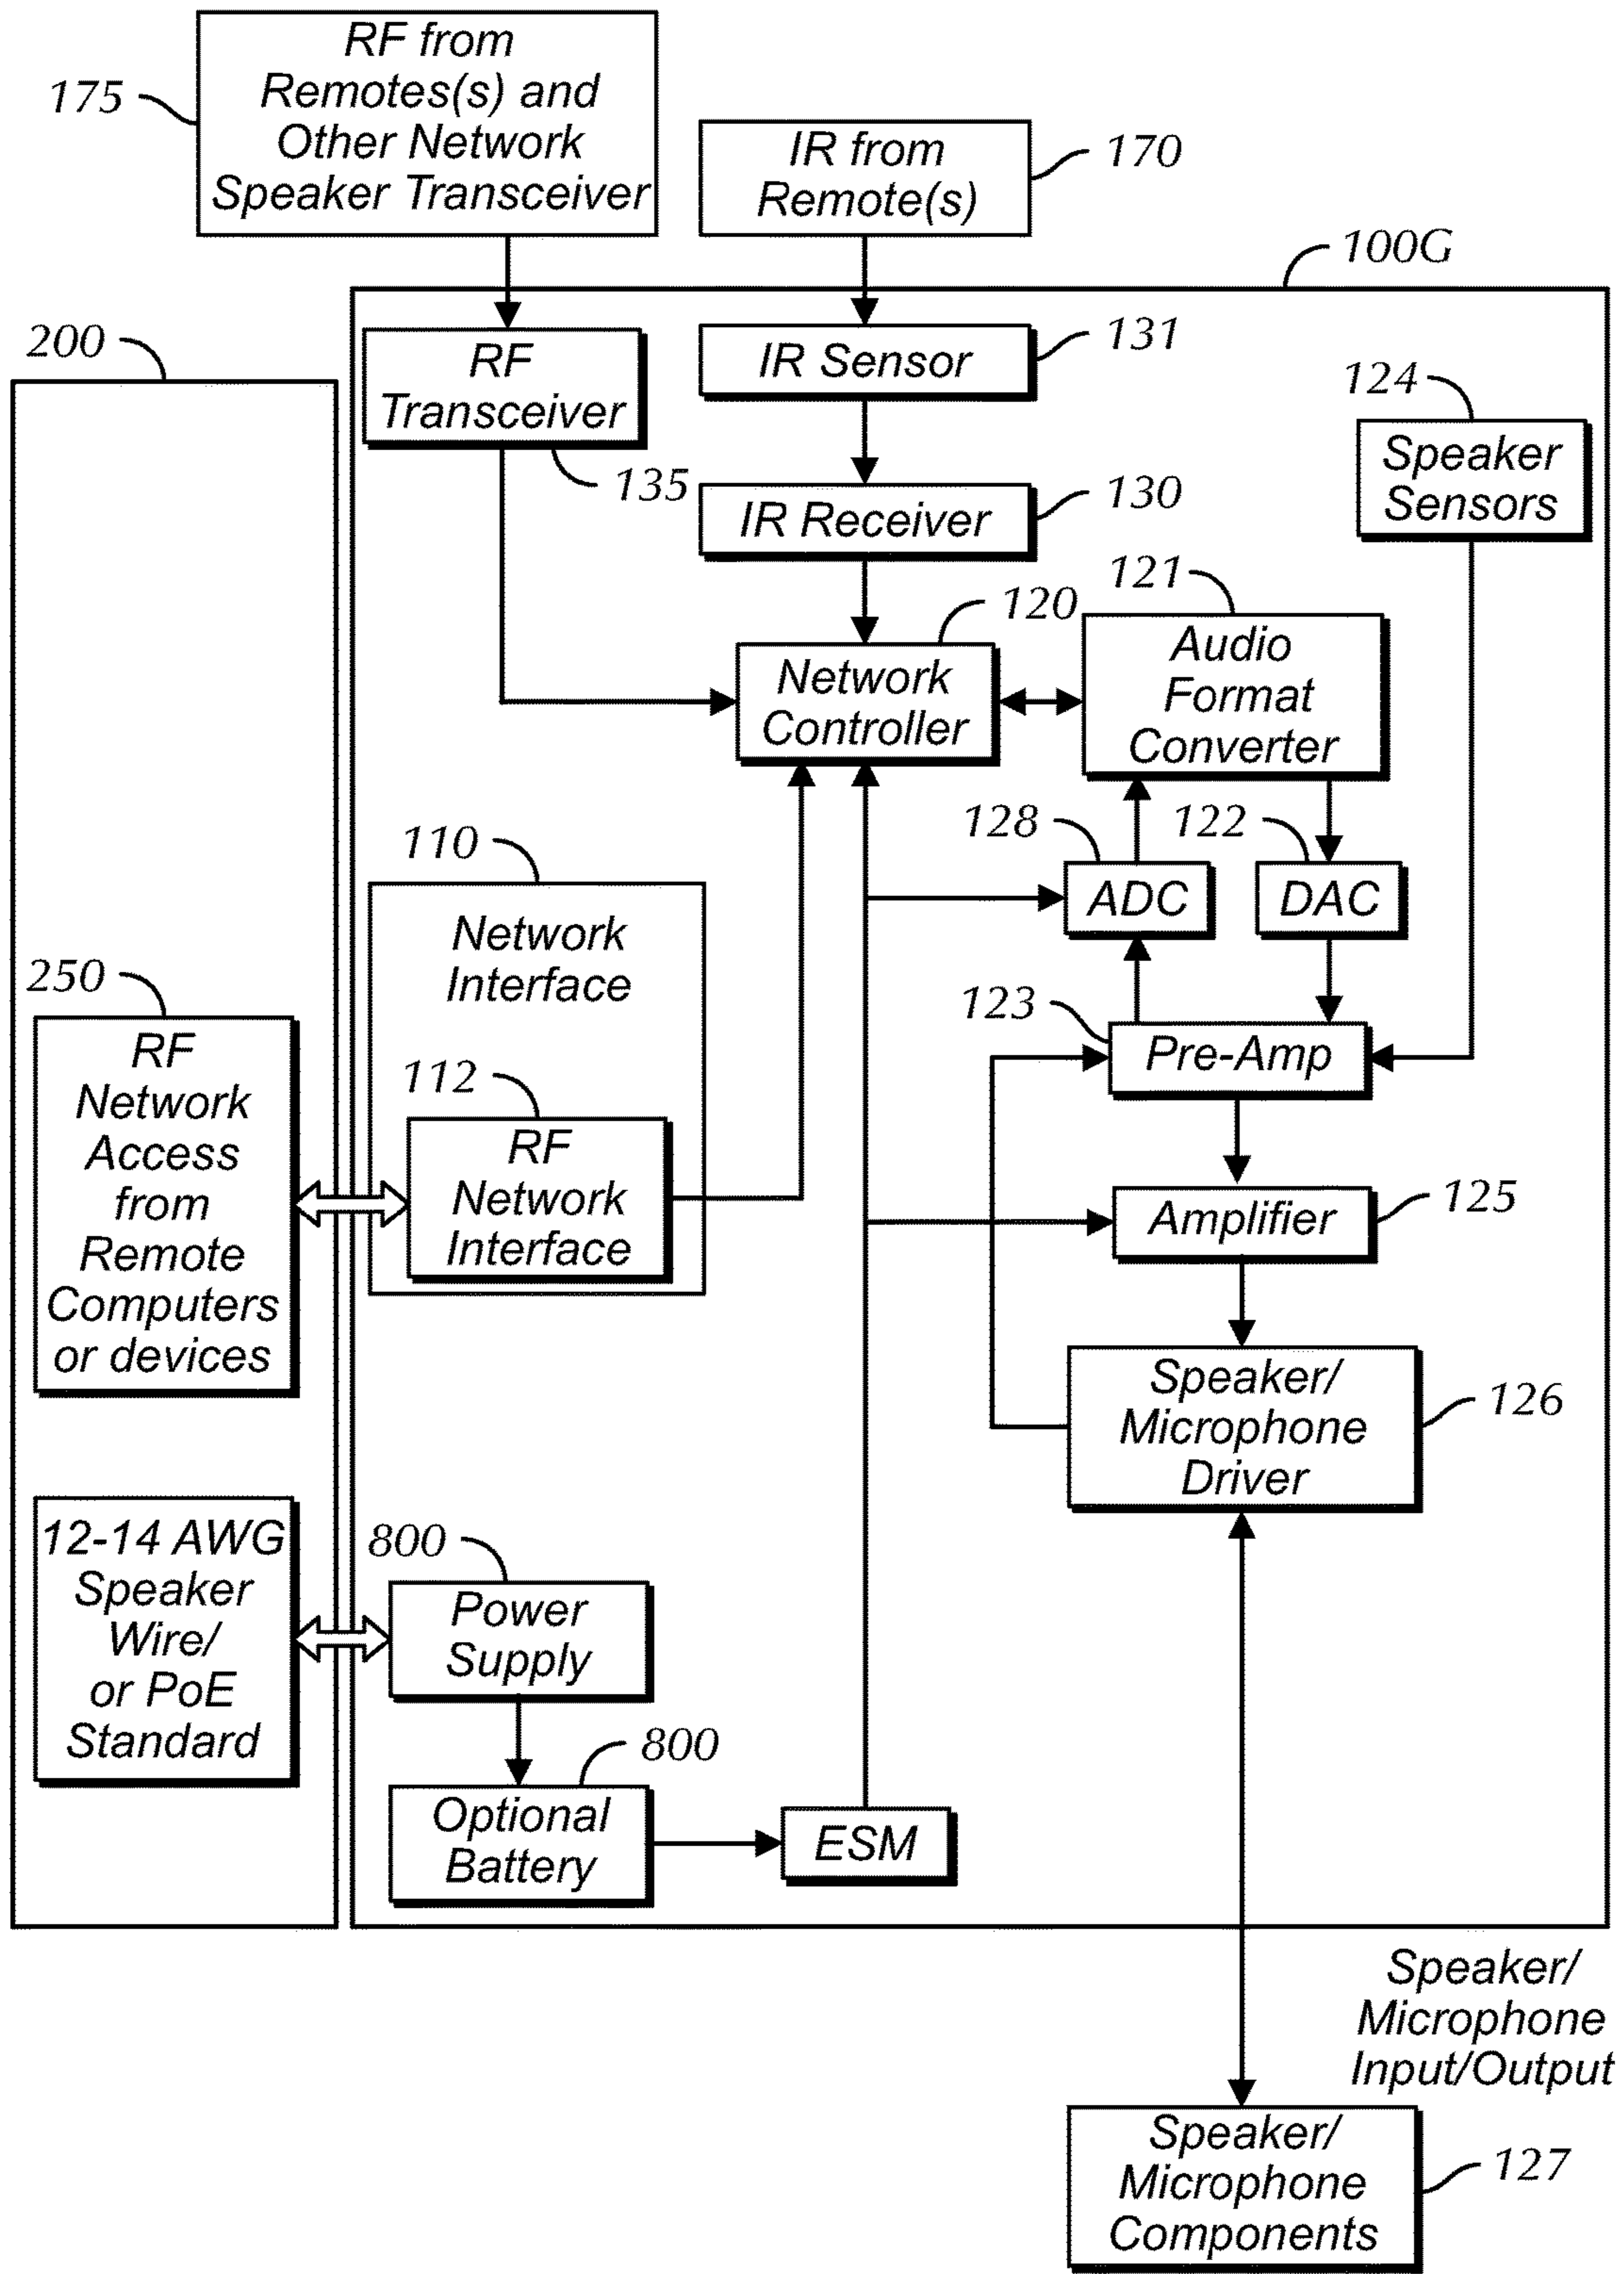 RF from
Remotes(s) and
Other Network
Speaker Transceiver
175
IR from
Remote(s)
170
100G
200
RF
Transceiver
135
IR Sensor
131
124
Speaker
Sensors
IR Receiver
130
121
120
Network
Controller
Audio
Format
Converter
128
122
ADC
DAC
110
Network
Interface
250
RF
Network
Access
from
Remote
Computers
or devices
112
RF
Network
Interface
123
Pre-Amp
Amplifier
125
Speaker/
Microphone
Driver
126
12-14 AWG
Speaker
Wire/
or PoE
Standard
800
Power
Supply
800
Optional
Battery
ESM
Speaker/
Microphone
Input/Output
Speaker/
Microphone
Components
127